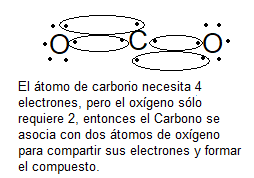 O C O
El átomo de carbono necesita 4
electrones, pero el oxígeno sólo
requiere 2, entonces el Carbono se
asocia con dos átomos de oxígeno
para compartir sus electrones y formar
el compuesto.